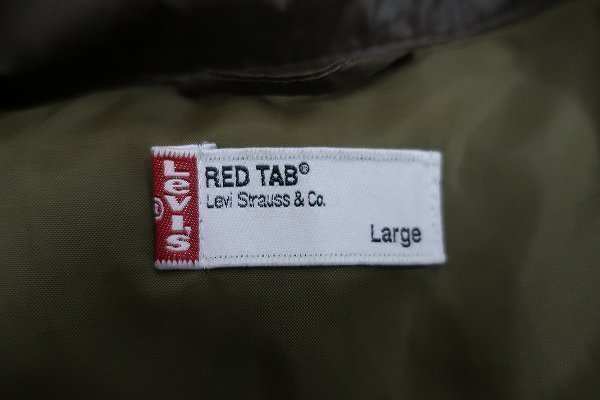 LEVI'S
®
RED TAB®
Levi Strauss & Co.
Large